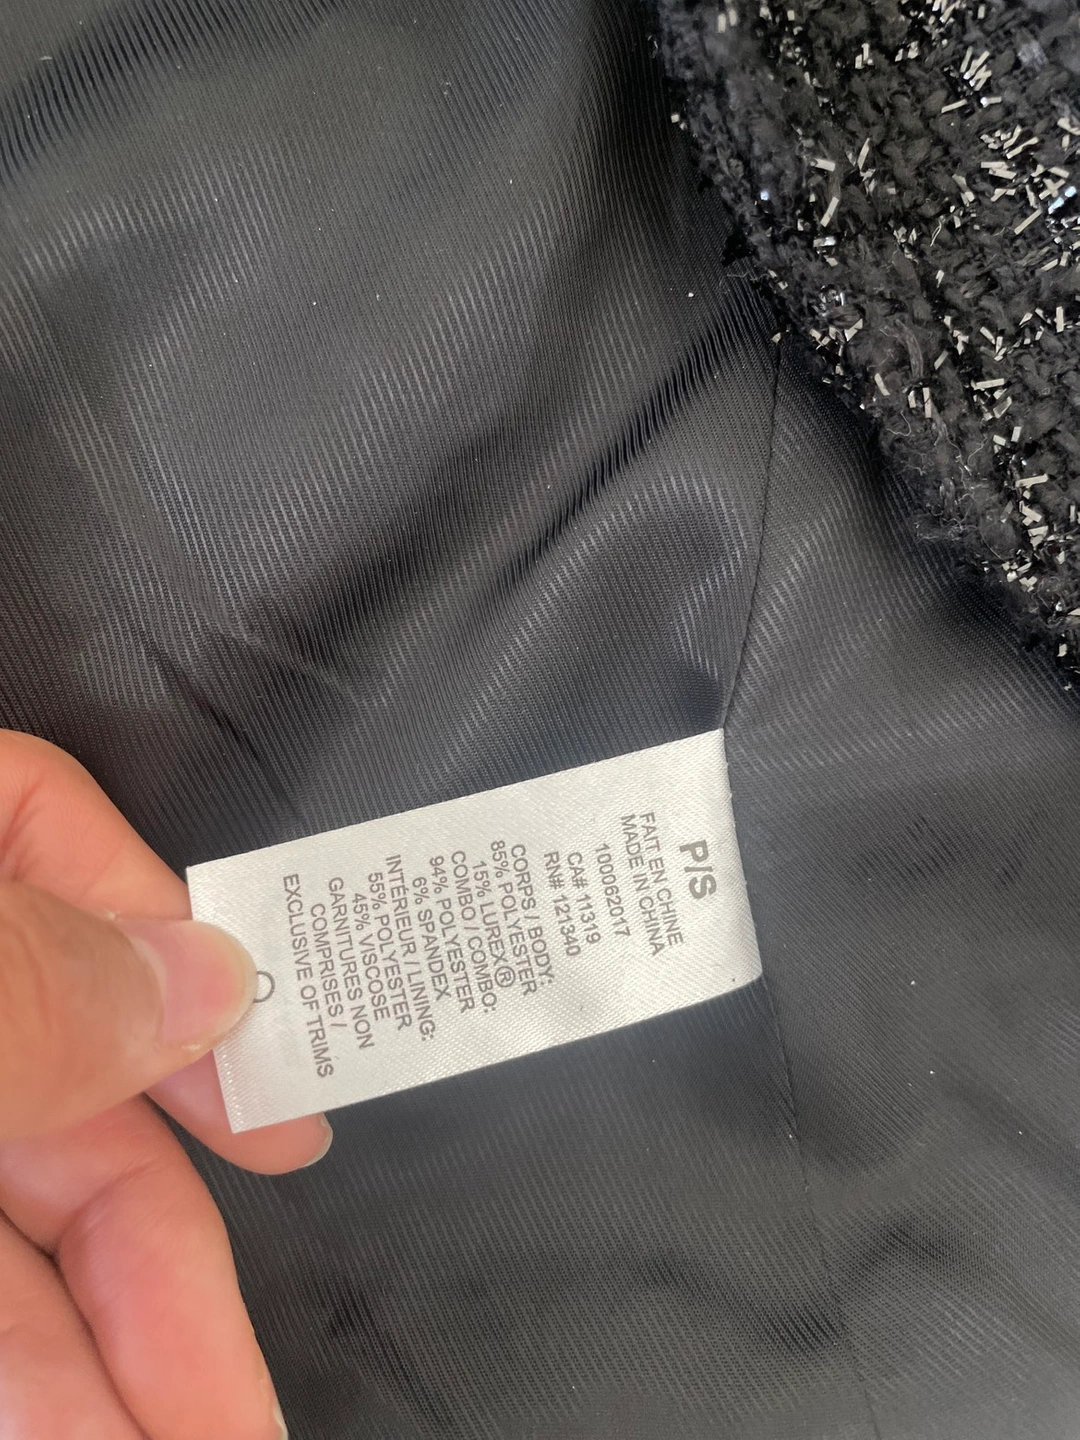 P/S
FAIT EN CHINE
MADE IN CHINA
100062017
CA# 11319
RN# 121340
CORPS / BODY:
85% POLYESTER
15% LUREX®
COMBO / COMBO:
94% POLYESTER
6% SPANDEX
INTÉRIEUR / LINING:
55% POLYESTER
45% VISCOSE
GARNITURES NON
COMPRISES /
EXCLUSIVE OF TRIMS